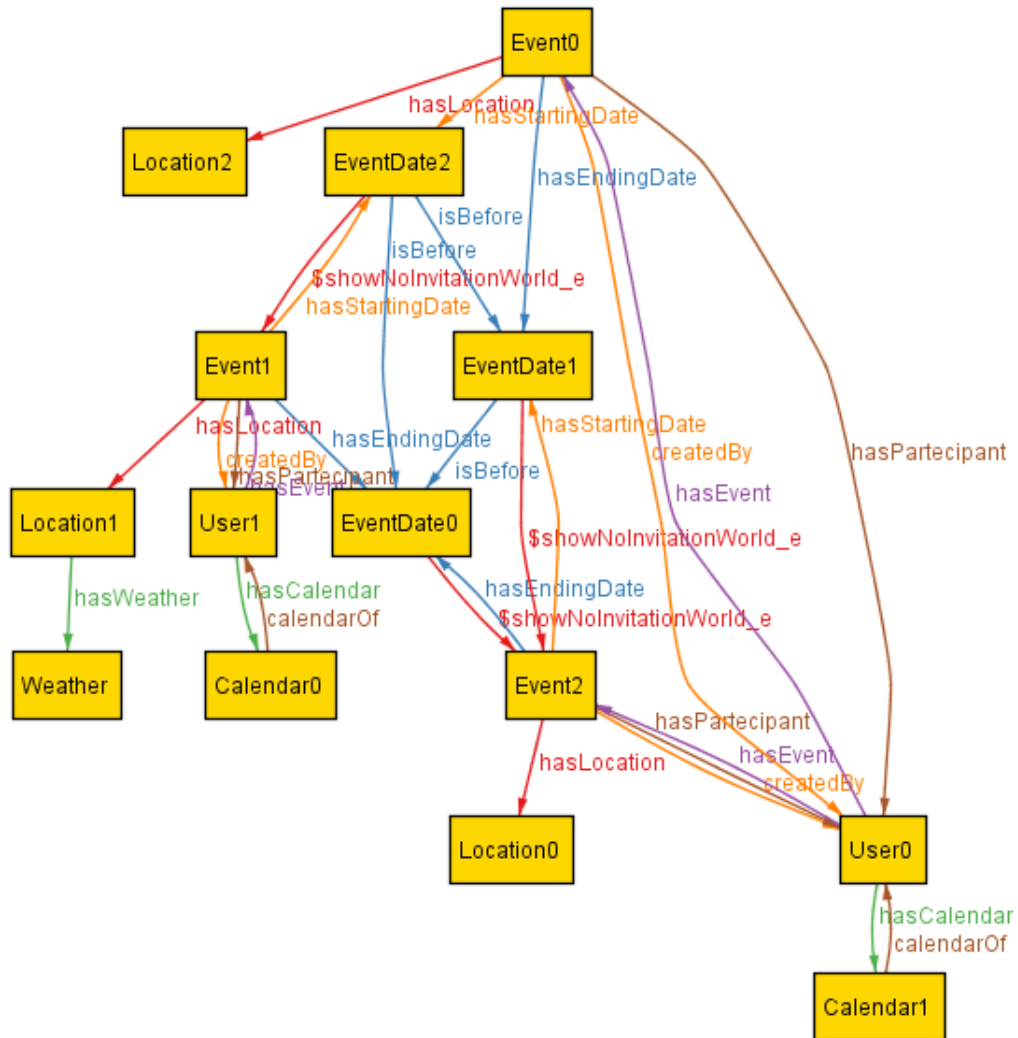 Event0
hasLocation
hasStartingDate
Location2
EventDate2
hasEndingDate
isBefore
isBefore
$showNoInvitationWorld_e
hasStartingDate
Event1
EventDate1
hasLocation
hasStartingDate
hasEndingDate
createdBy
createdBy
hasPartecipant
hasPartecipant
isBefore
hasEvent
hasEvent
Location1
User1
EventDate0
$showNoInvitationWorld_e
hasWeather
hasCalendar
hasEndingDate
calendarOf
$showNoInvitationWorld_e
Weather
Calendar0
Event2
hasPartecipant
hasEvent
hasLocation
createdBy
Location0
User0
hasCalendar
calendarOf
Calendar1